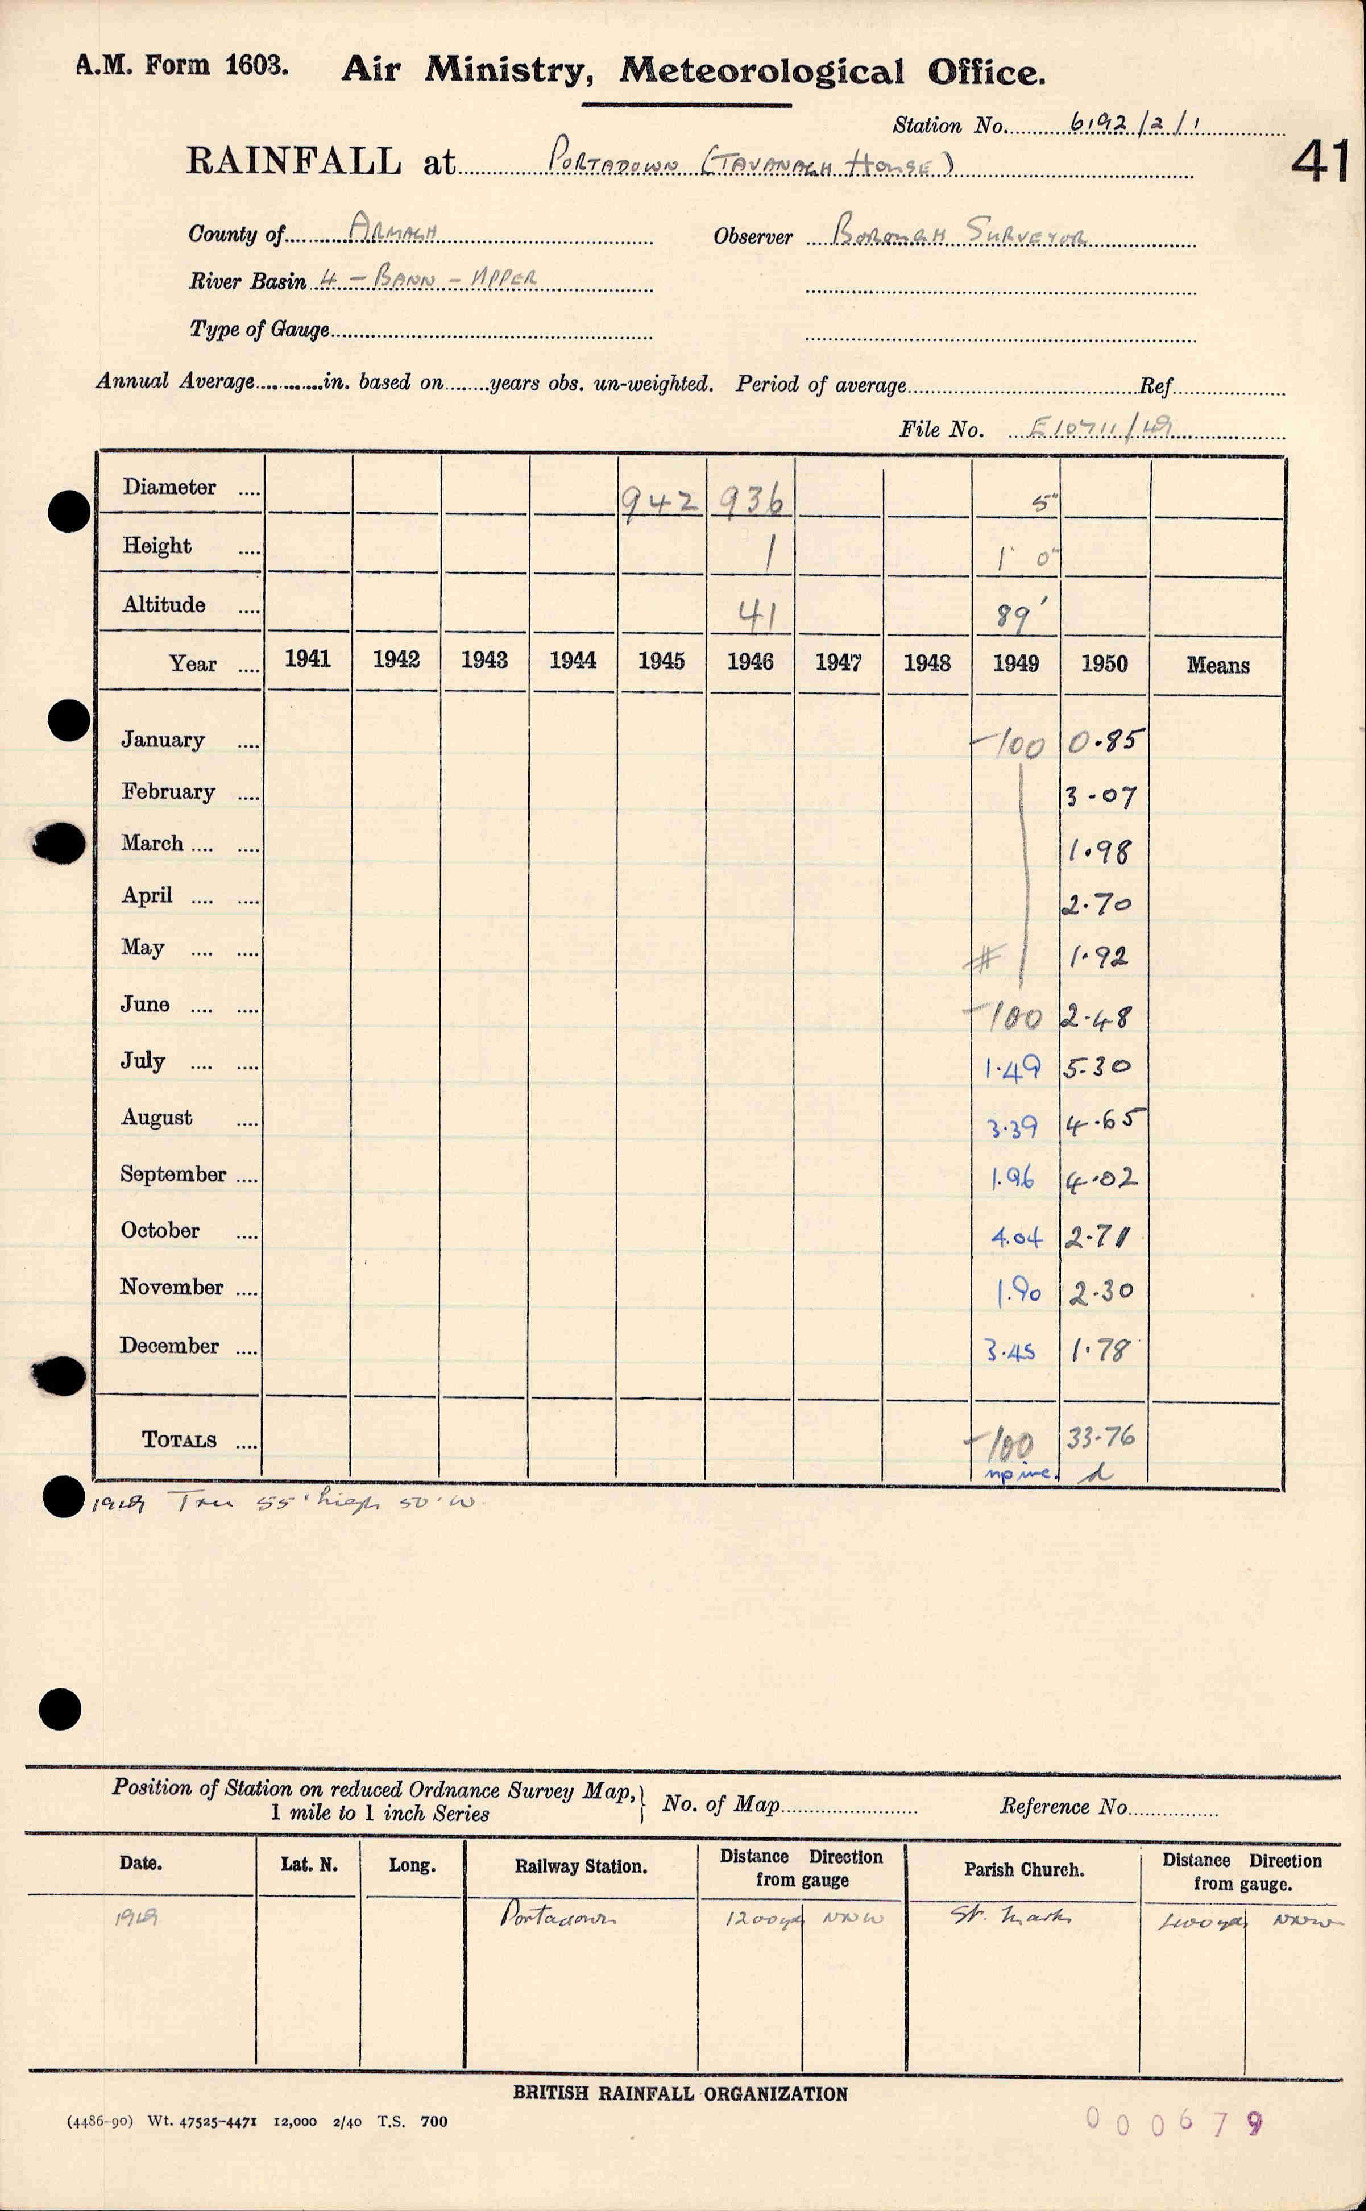 A.M. Form 1603. Air Ministry, Meteorological Office.
Station No. 6192/2/1
41
RAINFALL at PORTADOWN (TAVANAGH HOUSE)
County of ARMAGH Observer BOROUGH SURVEYOR
River Basin 4 - BANN - UPPER
Type of Gauge
Annual Average in. based on years obs. un-weighted. Period of average Ref.
File No. E10711/49
Diameter .... 942 936 5"
Height .... 1 1' 0"
Altitude .... 41 89'
Year .... 1941 1942 1943 1944 1945 1946 1947 1948 1949 1950 Means
January .... -100 0.85
February .... 3.07
March .... .... 1.98
April .... .... 2.70
May .... .... # 1.92
June .... .... -100 2.48
July .... .... 1.49 5.30
August .... 3.39 4.65
September .... 1.96 4.02
October .... 4.04 2.71
November .... 1.90 2.30
December .... 3.45 1.78
TOTALS .... -100 33.76
inc. d
1949 Tree 55' high 50' W
Position of Station on reduced Ordnance Survey Map, } No. of Map Reference No.
1 mile to 1 inch Series
Date. Lat. N. Long. Railway Station. Distance Direction from gauge Parish Church. Distance Direction from gauge.
1949 Portadown 1200yd NNW St. Marks 400yds NNW
BRITISH RAINFALL ORGANIZATION
(4486-90) Wt. 47525-4471 12,000 2/40 T.S. 700
000679